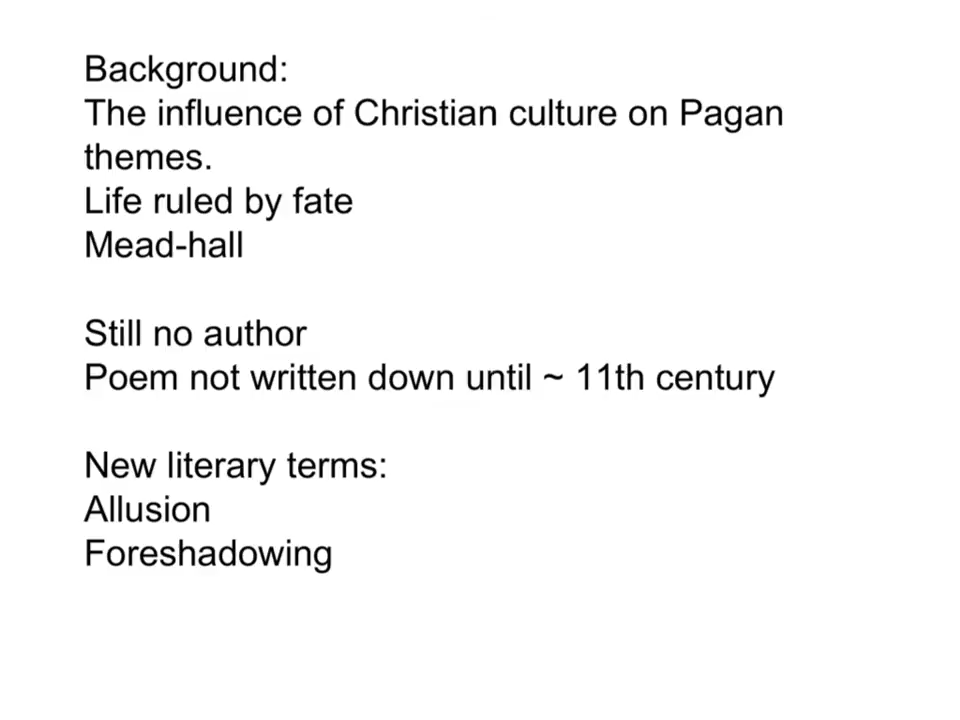 Background:
The influence of Christian culture on Pagan
themes.
Life ruled by fate
Mead-hall
Still no author
Poem not written down until ~ 11th century
New literary terms:
Allusion
Foreshadowing